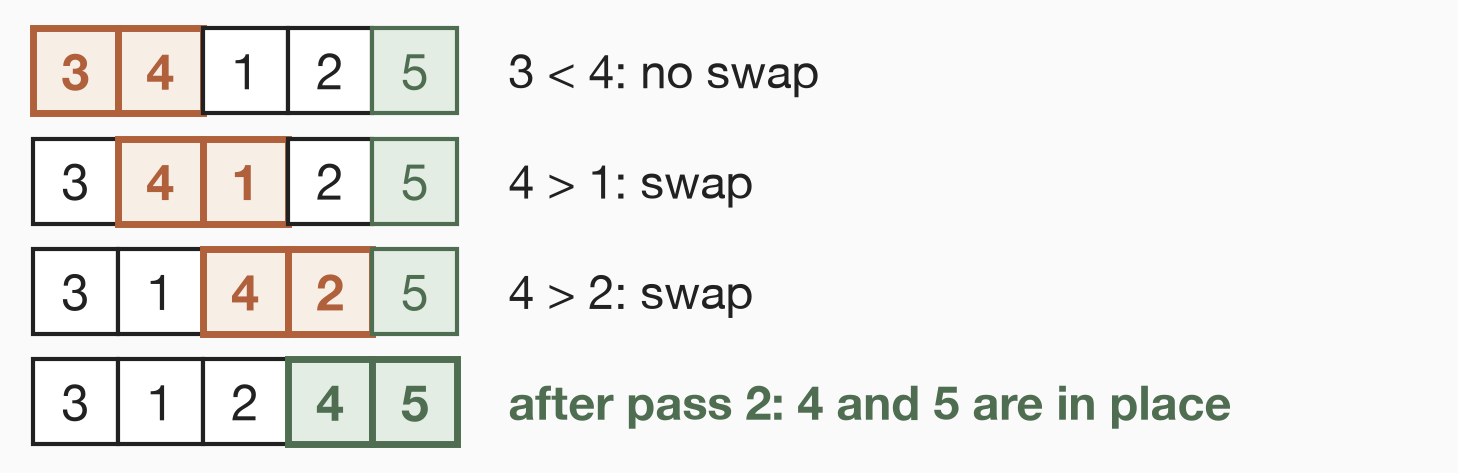 3 4 1 2 5 3 < 4: no swap
3 4 1 2 5 4 > 1: swap
3 1 4 2 5 4 > 2: swap
3 1 2 4 5 after pass 2: 4 and 5 are in place